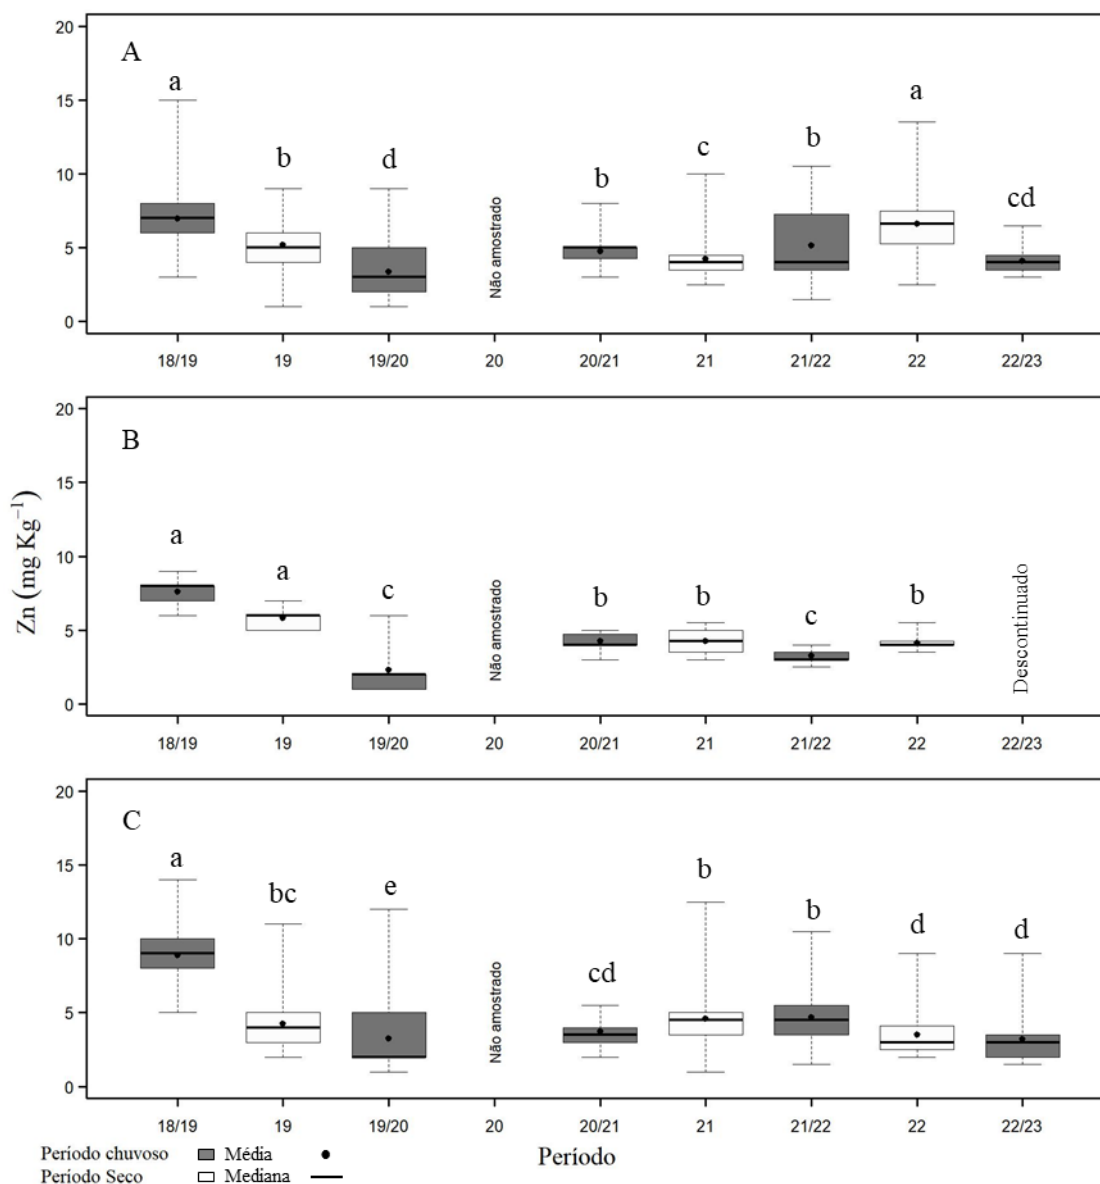 A
20
15
10
5
0
a
b
d
Não amostrado
b
c
b
a
cd
18/19 19 19/20 20 20/21 21 21/22 22 22/23
Zn (mg Kg⁻¹)
B
20
15
10
5
0
a
a
c
Não amostrado
b
b
c
b
Descontinuado
18/19 19 19/20 20 20/21 21 21/22 22 22/23
C
20
15
10
5
0
a
bc
e
Não amostrado
cd
b
b
d
d
18/19 19 19/20 20 20/21 21 21/22 22 22/23
Período
Período chuvoso Média
Período Seco Mediana